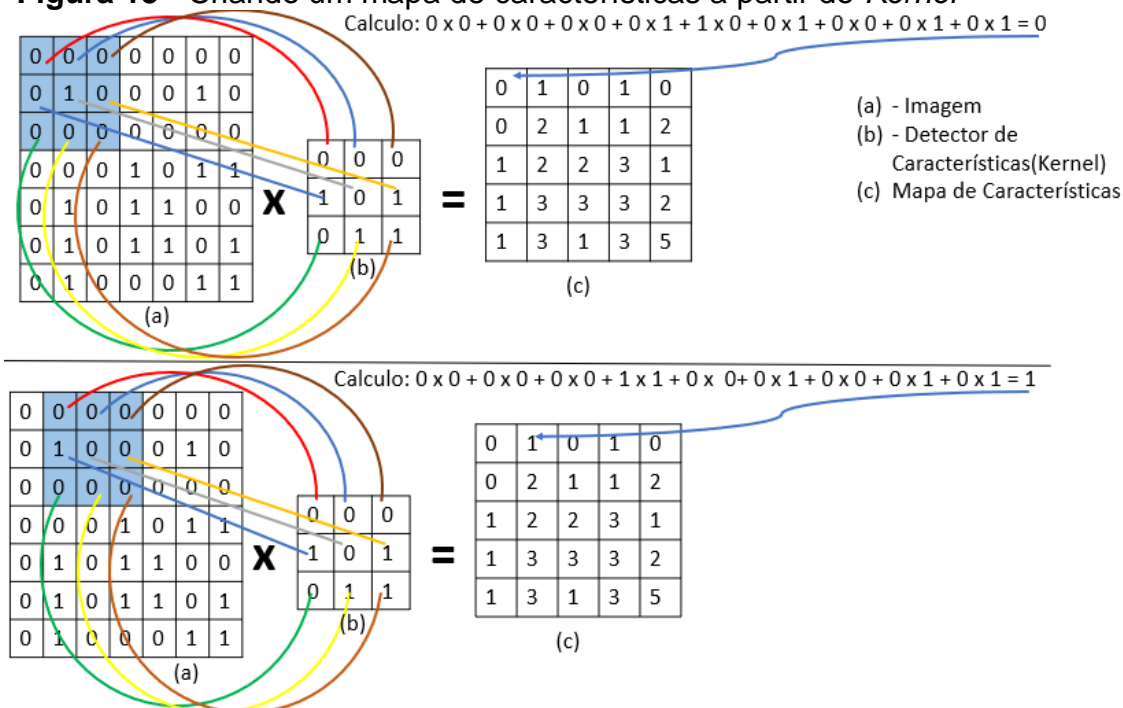 Figura 15 - Criando um mapa de características a partir do Kernel
Calculo: 0 x 0 + 0 x 0 + 0 x 0 + 0 x 1 + 1 x 0 + 0 x 1 + 0 x 0 + 0 x 1 + 0 x 1 = 0
0 0 0 0 0 0 0
0 1 0 0 0 1 0
0 0 0 0 0 0 0
0 0 0 1 0 1 1
0 1 0 1 1 0 0
0 1 0 1 1 0 1
0 1 0 0 0 1 1
(a)
x
0 0 0
1 0 1
0 1 1
(b)
=
0 1 0 1 0
0 2 1 1 2
1 2 2 3 1
1 3 3 3 2
1 3 1 3 5
(c)
(a) - Imagem
(b) - Detector de
Características(Kernel)
(c) Mapa de Características
Calculo: 0 x 0 + 0 x 0 + 0 x 0 + 1 x 1 + 0 x 0+ 0 x 1 + 0 x 0 + 0 x 1 + 0 x 1 = 1
0 0 0 0 0 0 0
0 1 0 0 0 1 0
0 0 0 0 0 0 0
0 0 0 1 0 1 1
0 1 0 1 1 0 0
0 1 0 1 1 0 1
0 1 0 0 0 1 1
(a)
x
0 0 0
1 0 1
0 1 1
(b)
=
0 1 0 1 0
0 2 1 1 2
1 2 2 3 1
1 3 3 3 2
1 3 1 3 5
(c)